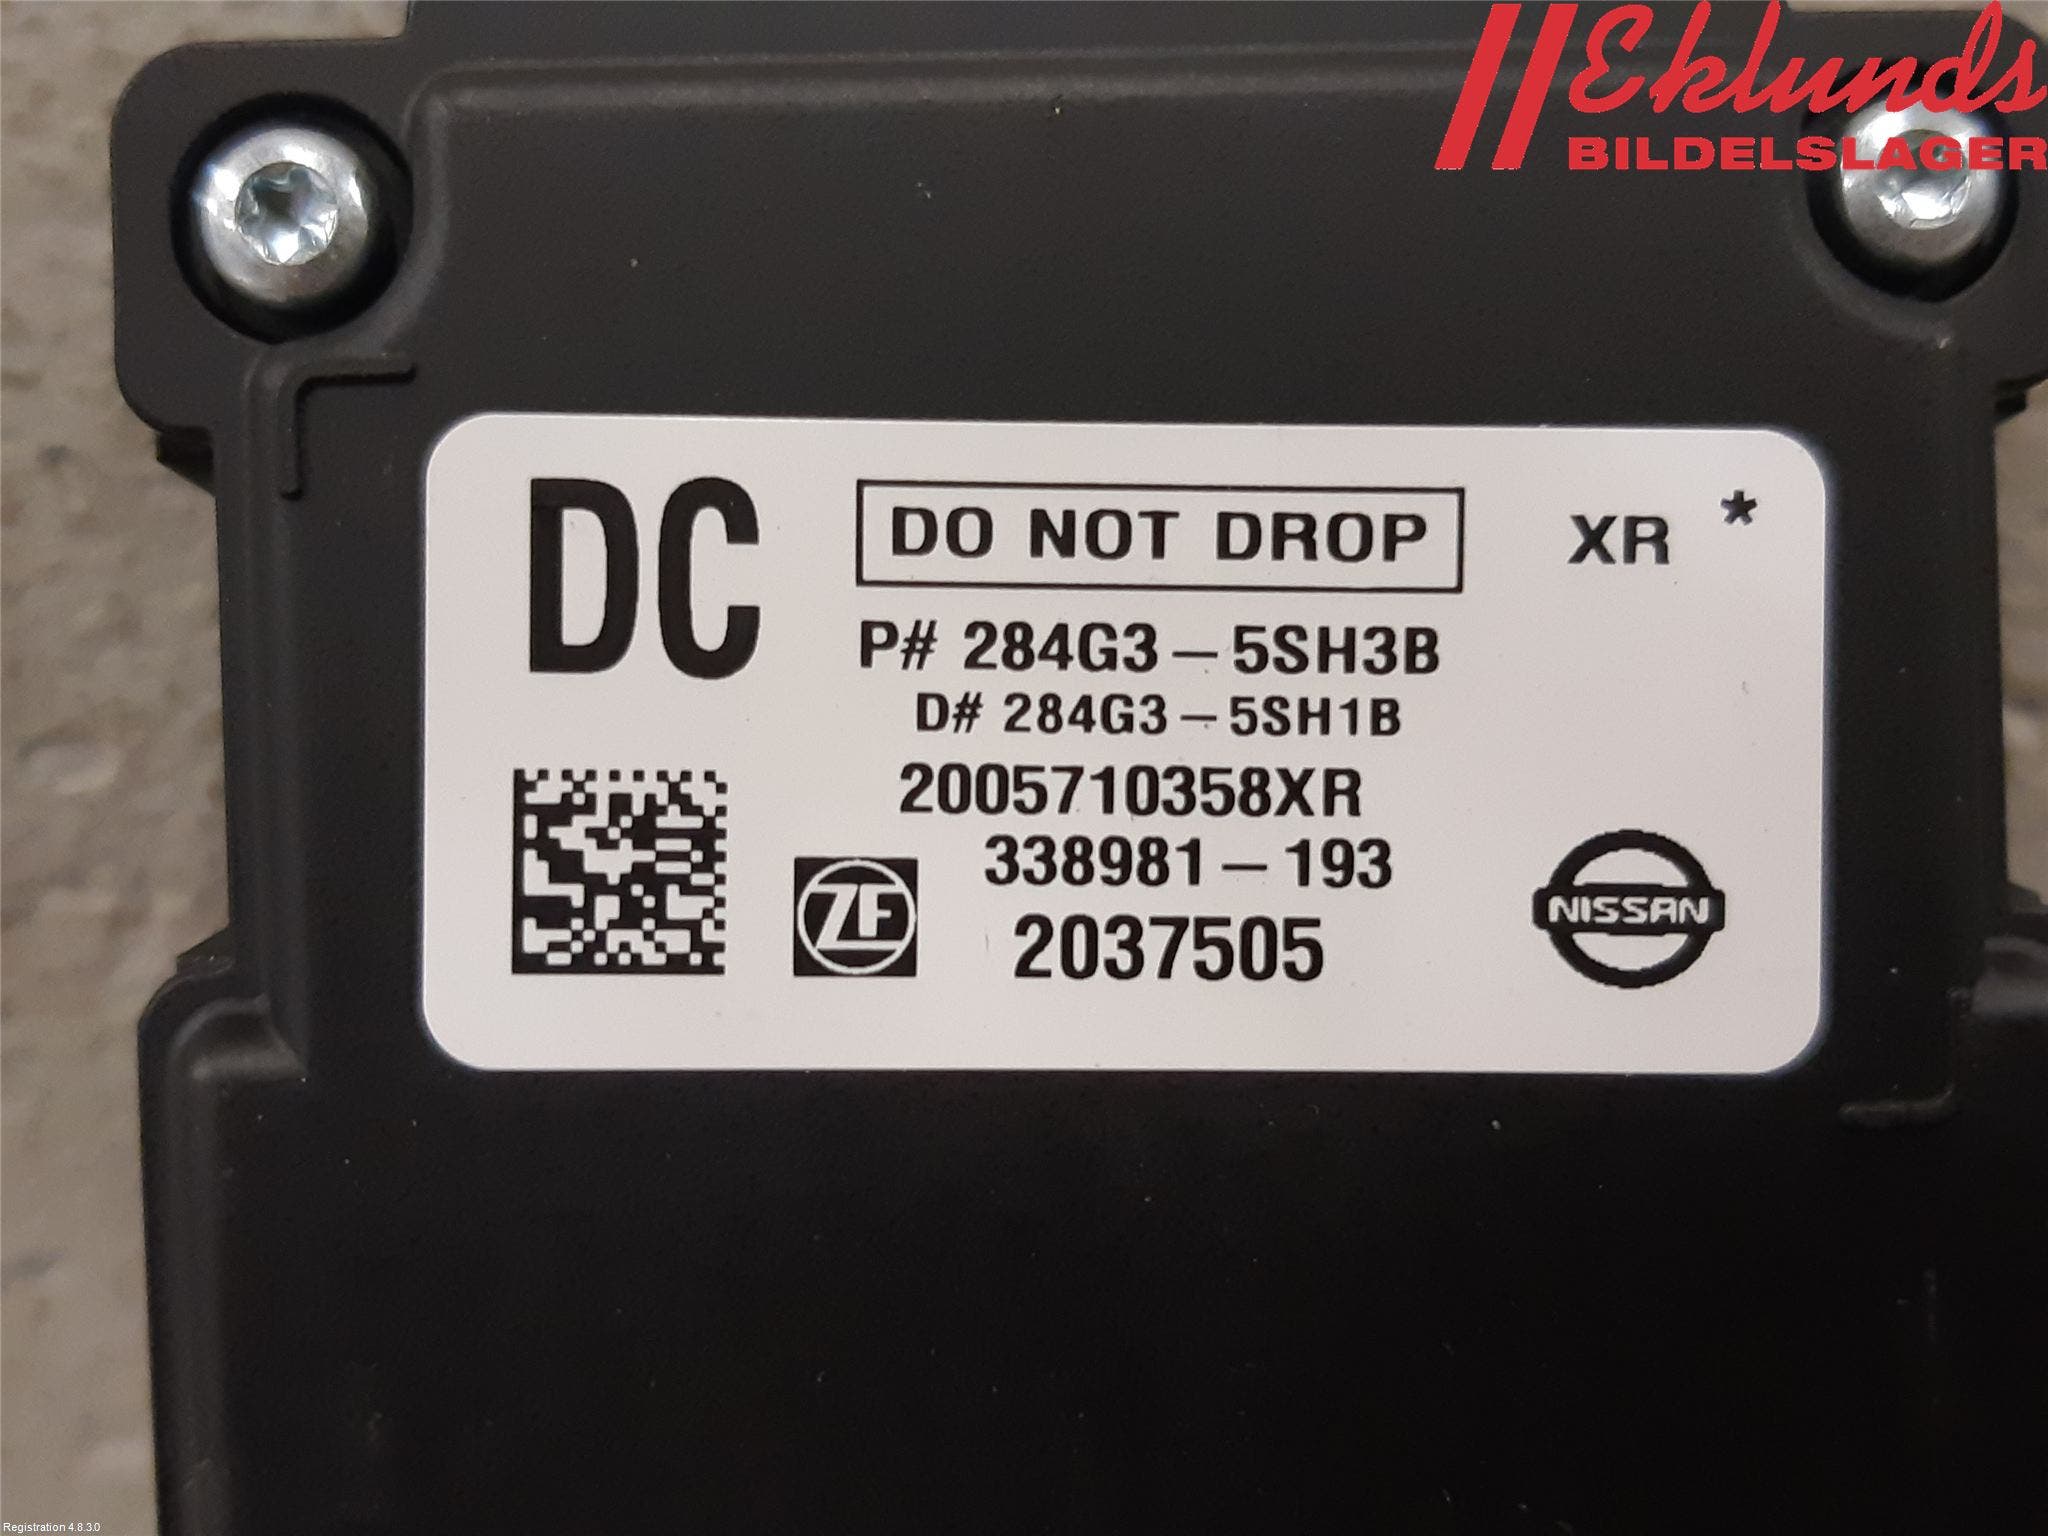 Eklunds
BILDELSLAGER
DC
DO NOT DROP
XR *
P# 284G3-5SH3B
D# 284G3-5SH1B
2005710358XR
338981-193
ZF
2037505
NISSAN
Registration 4.8.3.0